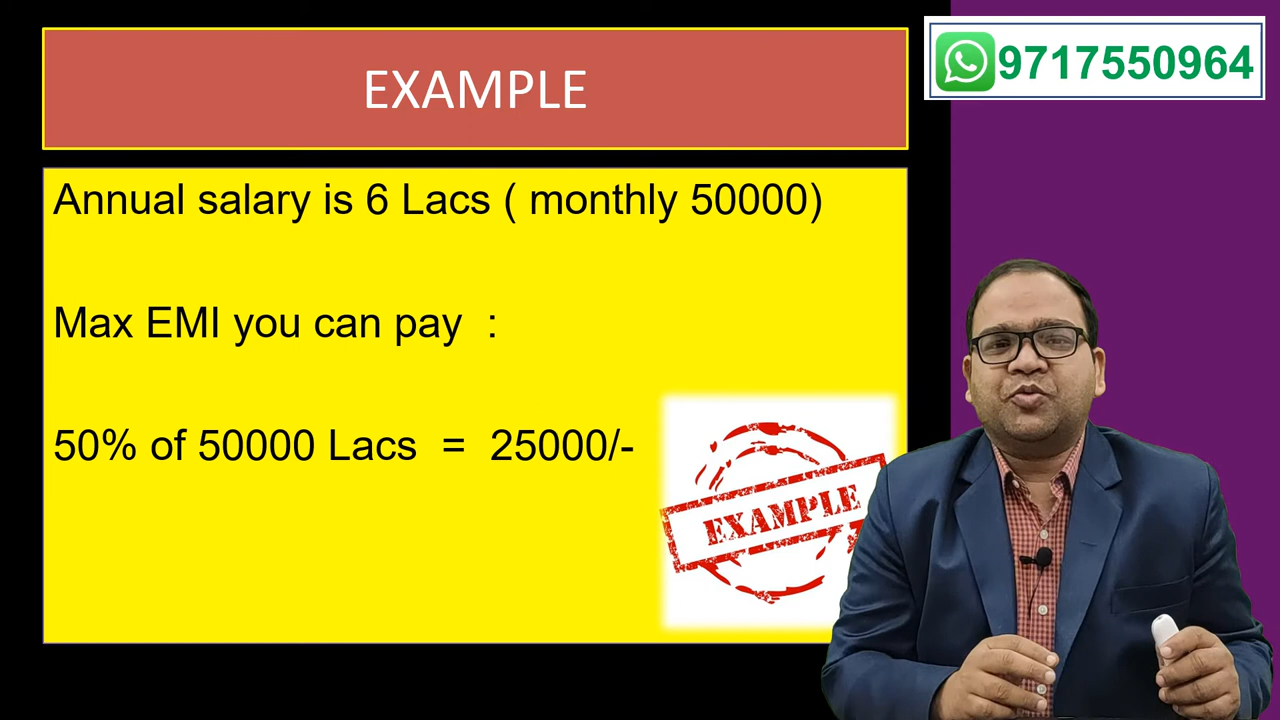 EXAMPLE
9717550964
Annual salary is 6 Lacs ( monthly 50000)
Max EMI you can pay  :
50% of 50000 Lacs  =  25000/-
EXAMPLE